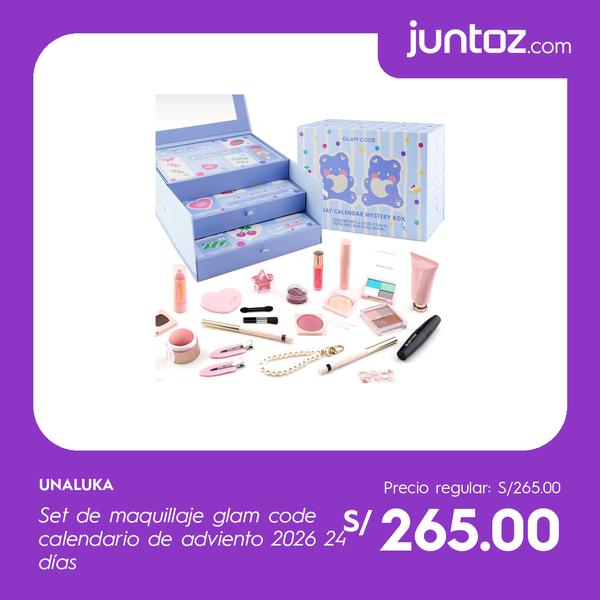 juntoz.com
GLAM CODE
DAY CALENDAR MYSTERY BOX
UNALUKA
Precio regular: S/265.00
Set de maquillaje glam code
calendario de adviento 2026 24
días
S/ 265.00